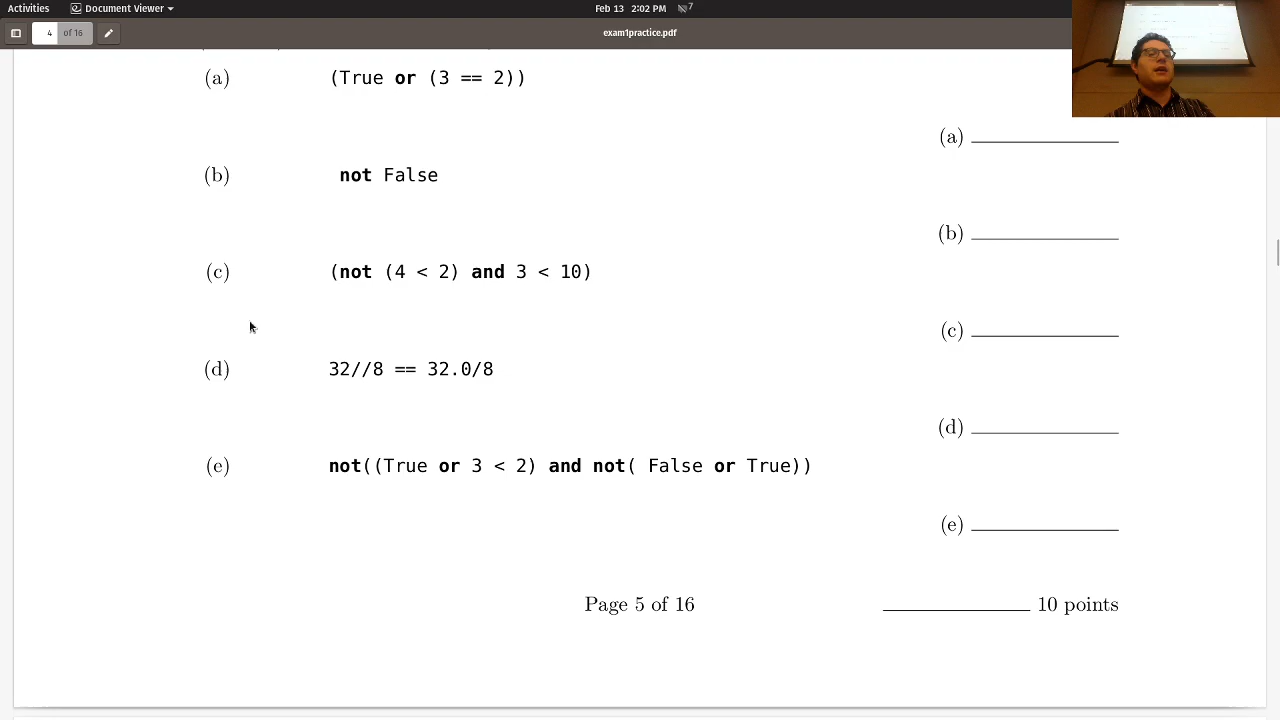 Activities Document Viewer Feb 13 2:02 PM 7
4 of 16 exam1practice.pdf
(a) (True or (3 == 2))
(a)
(b) not False
(b)
(c) (not (4 < 2) and 3 < 10)
(c)
(d) 32//8 == 32.0/8
(d)
(e) not((True or 3 < 2) and not( False or True))
(e)
Page 5 of 16 10 points